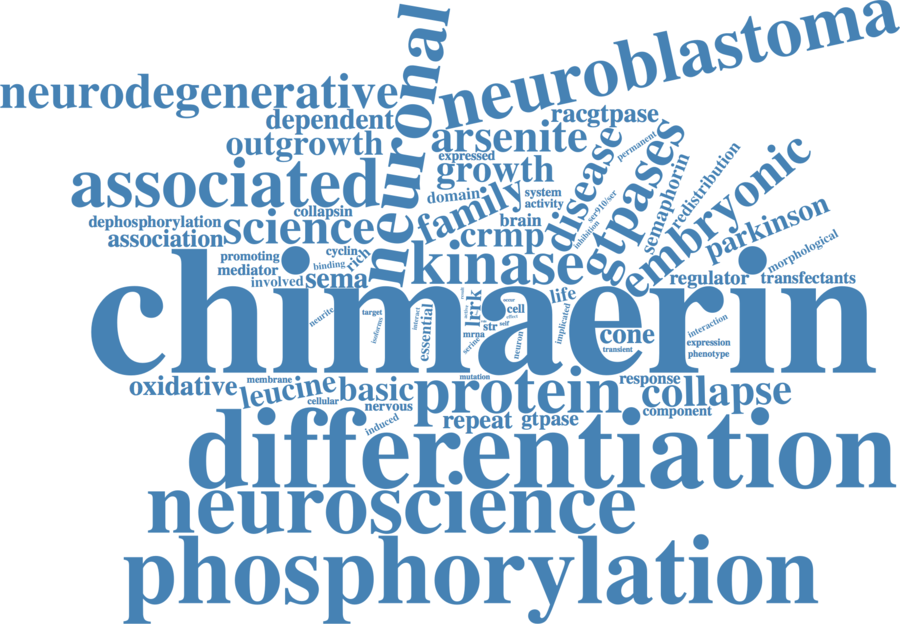 neuronal
neuroblastoma
neurodegenerative
dependent
racgtpase
outgrowth
arsenite
expressed
permanent
growth
disease
gtpases
associated
domain
system
activity
family
semaphorin
redistribution
embryonic
collapsin
dephosphorylation
science
brain
ser910/ser
inhibition
association
crmp
parkinson
promoting
cyclin
rich
binding
kinase
morphological
mediator
involved
sema
regulator
transfectants
chimaerin
neurite
target
isoforms
interact
essential
lrrk
life
cell
effect
str
self
mrna
serine
neuron
implicated
cone
transient
interaction
expression
phenotype
oxidative
membrane
leucine
cellular
basic
nervous
mutation
protein
response
collapse
component
induced
repeat
gtpase
differentiation
neuroscience
phosphorylation